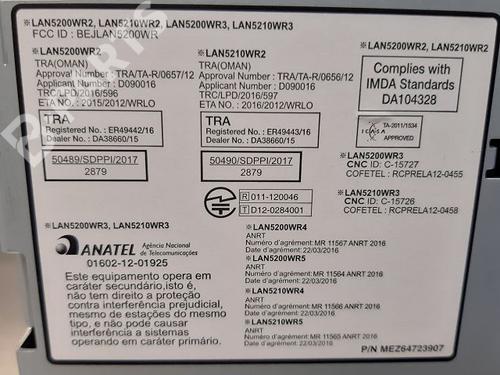 ※LAN5200WR2, LAN5210WR2, LAN5200WR3, LAN5210WR3
FCC ID : BEJLAN5200WR
※LAN5200WR2
TRA(OMAN)
Approval Number : TRA/TA-R/0657/12
Applicant Number : D090016
TRC/LPD/2016/596
ETA NO. : 2015/2012/WRLO
TRA
Registered No. : ER49442/16
Dealer No. : DA38660/15
50489/SDPPI/2017
2879
※LAN5210WR2
TRA(OMAN)
Approval Number : TRA/TA-R/0656/12
Applicant Number : D090016
TRC/LPD/2016/597
ETA NO. : 2016/2012/WRLO
TRA
Registered No. : ER49443/16
Dealer No. : DA38660/15
50490/SDPPI/2017
2879
※LAN5200WR2, LAN5210WR2
Complies with
IMDA Standards
DA104328
ICASA
TA-2011/1534
APPROVED
※LAN5200WR3
CNC ID: C-15727
COFETEL : RCPRELA12-0455
※LAN5210WR3
CNC ID: C-15726
COFETEL : RCPRELA12-0458
R 011-120046
T D12-0284001
※LAN5200WR3, LAN5210WR3
ANATEL
Agência Nacional
de Telecomunicações
01602-12-01925
Este equipamento opera em
caráter secundário,isto é,
não tem direito a proteção
contra interferência prejudicial,
mesmo de estações do mesmo
tipo, e não pode causar
interferência a sistemas
operando em caráter primário.
※LAN5200WR4
ANRT
Numéro d'agrément: MR 11567 ANRT 2016
Date d'agrément: 22/03/2016
※LAN5200WR5
ANRT
Numéro d'agrément: MR 11564 ANRT 2016
Date d'agrément: 22/03/2016
※LAN5210WR4
ANRT
Numéro d'agrément: MR 11566 ANRT 2016
Date d'agrément: 22/03/2016
※LAN5210WR5
ANRT
Numéro d'agrément: MR 11565 ANRT 2016
Date d'agrément: 22/03/2016
P/N MEZ64723907